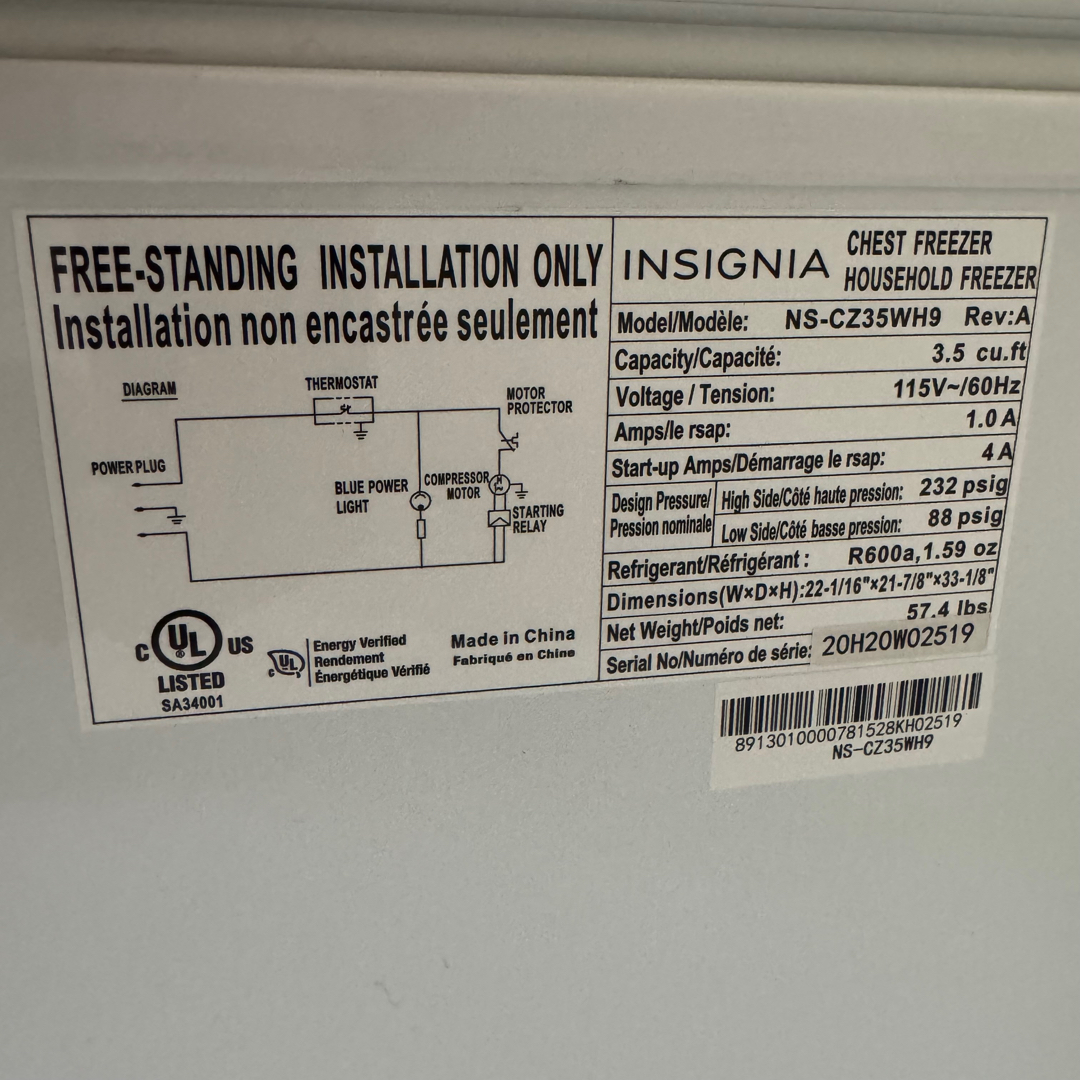 FREE-STANDING INSTALLATION ONLY
Installation non encastrée seulement
DIAGRAM
THERMOSTAT
MOTOR
PROTECTOR
POWER PLUG
BLUE POWER
LIGHT
COMPRESSOR
MOTOR
M
STARTING
RELAY
C UL US
®
LISTED
SA34001
C UL US
Energy Verified
Rendement
Énergétique Vérifié
Made in China
Fabriqué en Chine
INSIGNIA
CHEST FREEZER
HOUSEHOLD FREEZER
Model/Modèle: NS-CZ35WH9 Rev:A
Capacity/Capacité: 3.5 cu.ft
Voltage / Tension: 115V~/60Hz
Amps/le rsap: 1.0 A
Start-up Amps/Démarrage le rsap: 4 A
Design Pressure/
Pression nominale
High Side/Côté haute pression: 232 psig
Low Side/Côté basse pression: 88 psig
Refrigerant/Réfrigérant : R600a,1.59 oz
Dimensions(W×D×H):22-1/16"×21-7/8"×33-1/8"
Net Weight/Poids net: 57.4 lbs
Serial No/Numéro de série: 20H20W02519
8913010000781528KH02519
NS-CZ35WH9